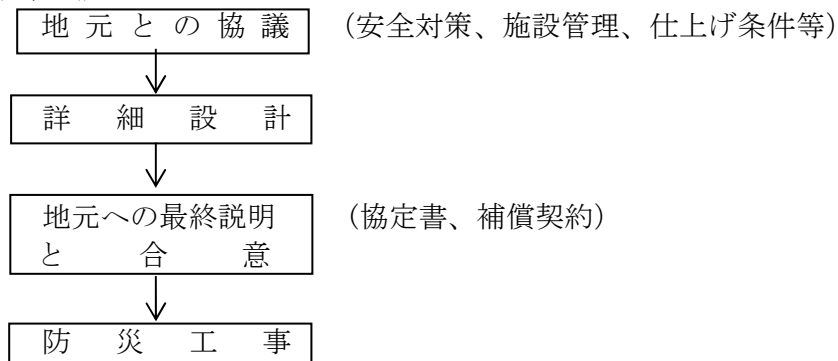 地元との協議 (安全対策、施設管理、仕上げ条件等)
詳細設計
地元への最終説明 (協定書、補償契約)
と合意
防災工事